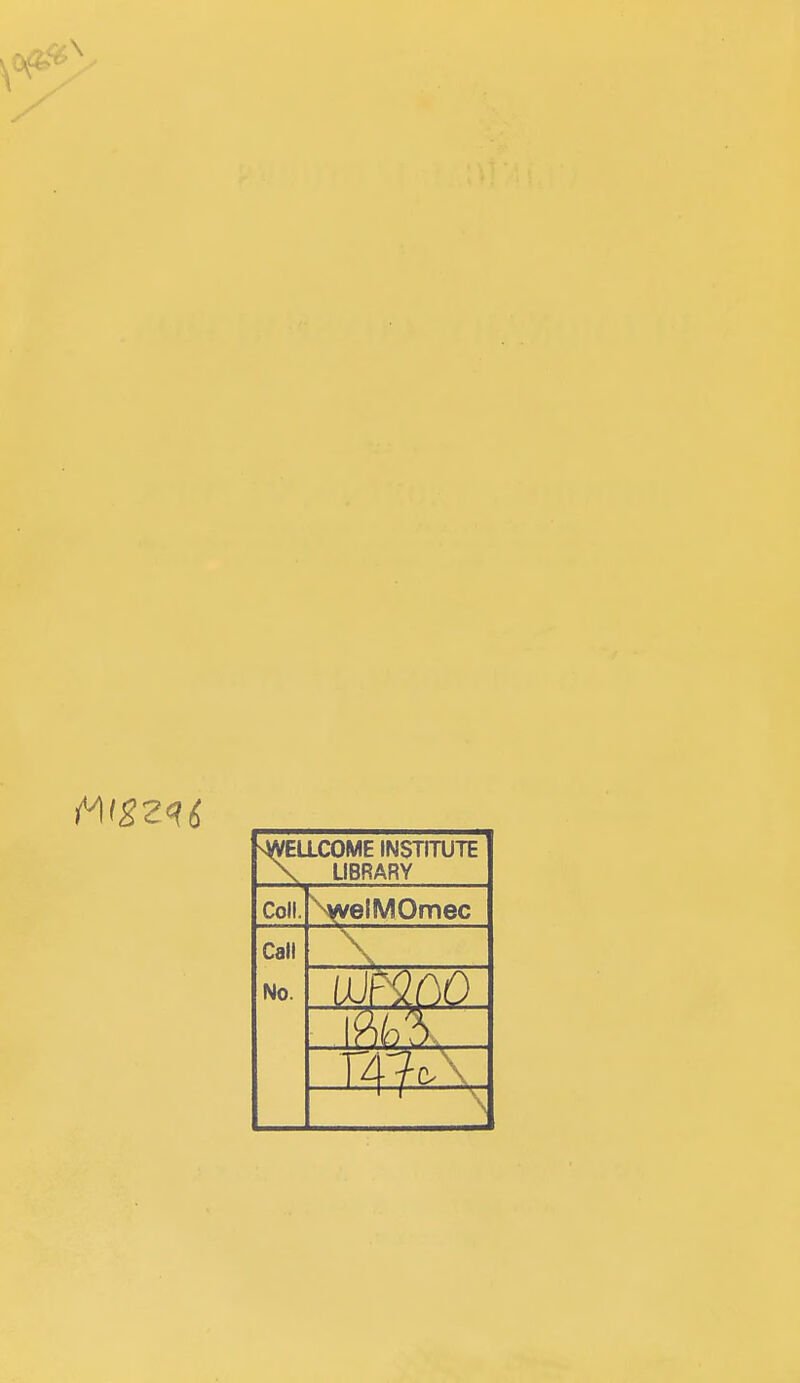 M18296
WELLCOME INSTITUTE
LIBRARY
Coll. welMOmec
Call
No. WF200
1863
T47c